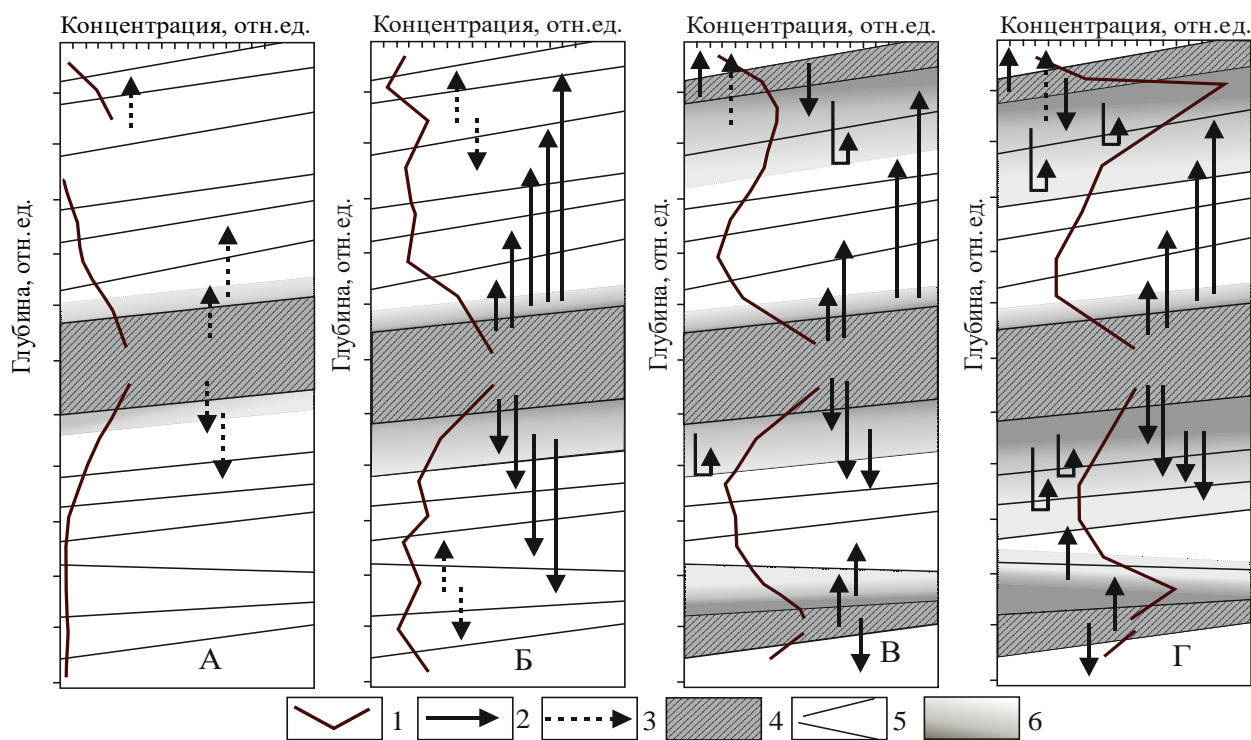 Концентрация, отн.ед.
Концентрация, отн.ед.
Концентрация, отн.ед.
Концентрация, отн.ед.
Глубина, отн. ед.
Глубина, отн. ед.
Глубина, отн. ед.
Глубина, отн. ед.
А
Б
В
Г
1
2
3
4
5
6